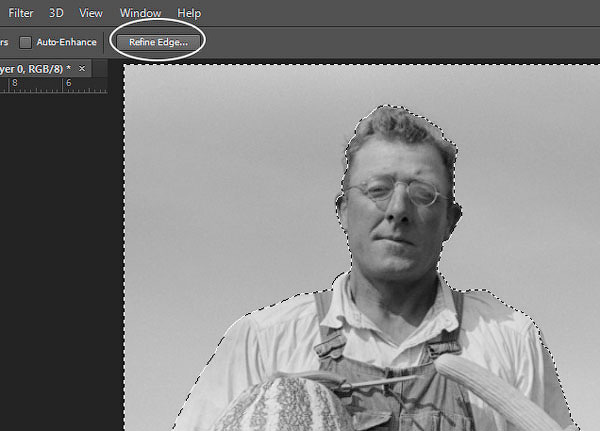 Filter 3D View Window Help
rs Auto-Enhance Refine Edge...
yer 0, RGB/8) * ×
8 6